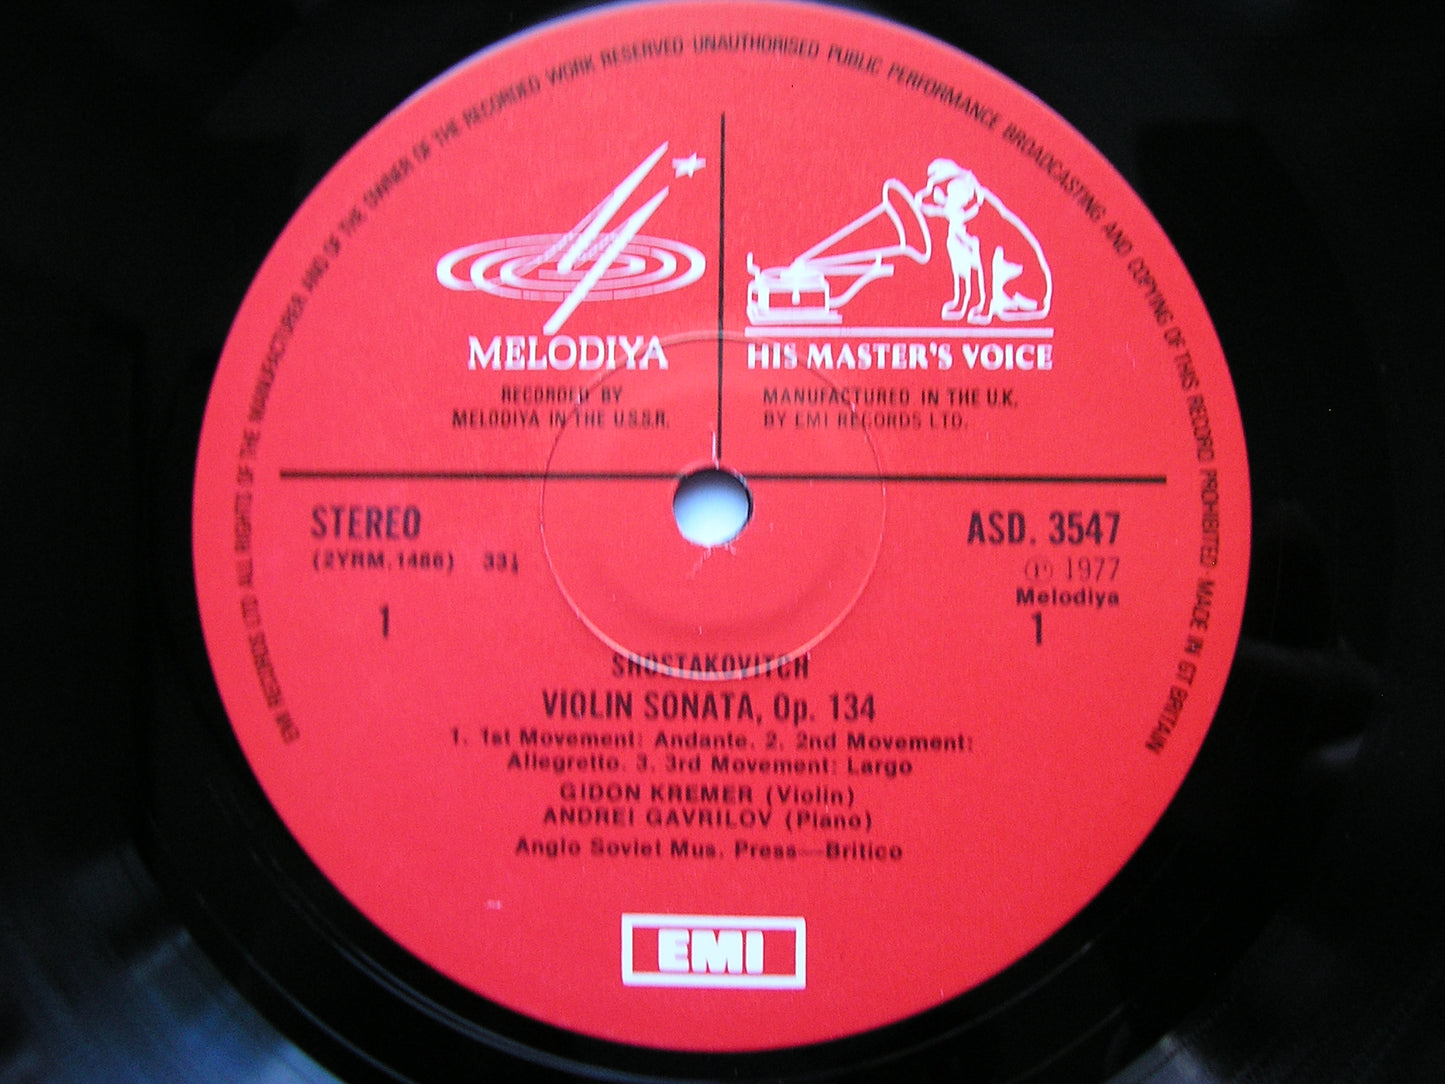 EMI RECORDS LTD. ALL RIGHTS OF THE MANUFACTURER AND OF THE OWNER OF THE RECORDED WORK RESERVED UNAUTHORISED PUBLIC PERFORMANCE BROADCASTING AND COPYING OF THIS RECORD PROHIBITED MADE IN GT BRITAIN
MELODIYA
RECORDED BY
MELODIYA IN THE U.S.S.R.
HIS MASTER'S VOICE
MANUFACTURED IN THE U.K.
BY EMI RECORDS LTD.
STEREO
(2YRM.1486) 33⅓
1
ASD. 3547
℗ 1977
Melodiya
1
SHOSTAKOVITCH
VIOLIN SONATA, Op. 134
1. 1st Movement: Andante. 2. 2nd Movement:
Allegretto. 3. 3rd Movement: Largo
GIDON KREMER (Violin)
ANDREI GAVRILOV (Piano)
Anglo Soviet Mus. Press—Britico
EMI